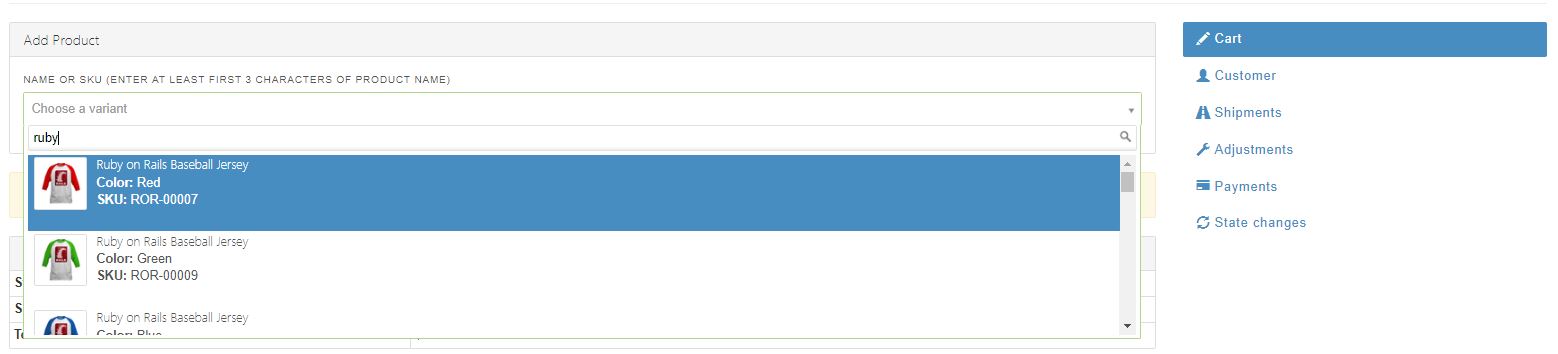 Add Product
NAME OR SKU (ENTER AT LEAST FIRST 3 CHARACTERS OF PRODUCT NAME)
Choose a variant
ruby
Ruby on Rails Baseball Jersey
Color: Red
SKU: ROR-00007
Ruby on Rails Baseball Jersey
Color: Green
SKU: ROR-00009
Ruby on Rails Baseball Jersey
Color: Blue
S
S
Cart
Customer
Shipments
Adjustments
Payments
State changes